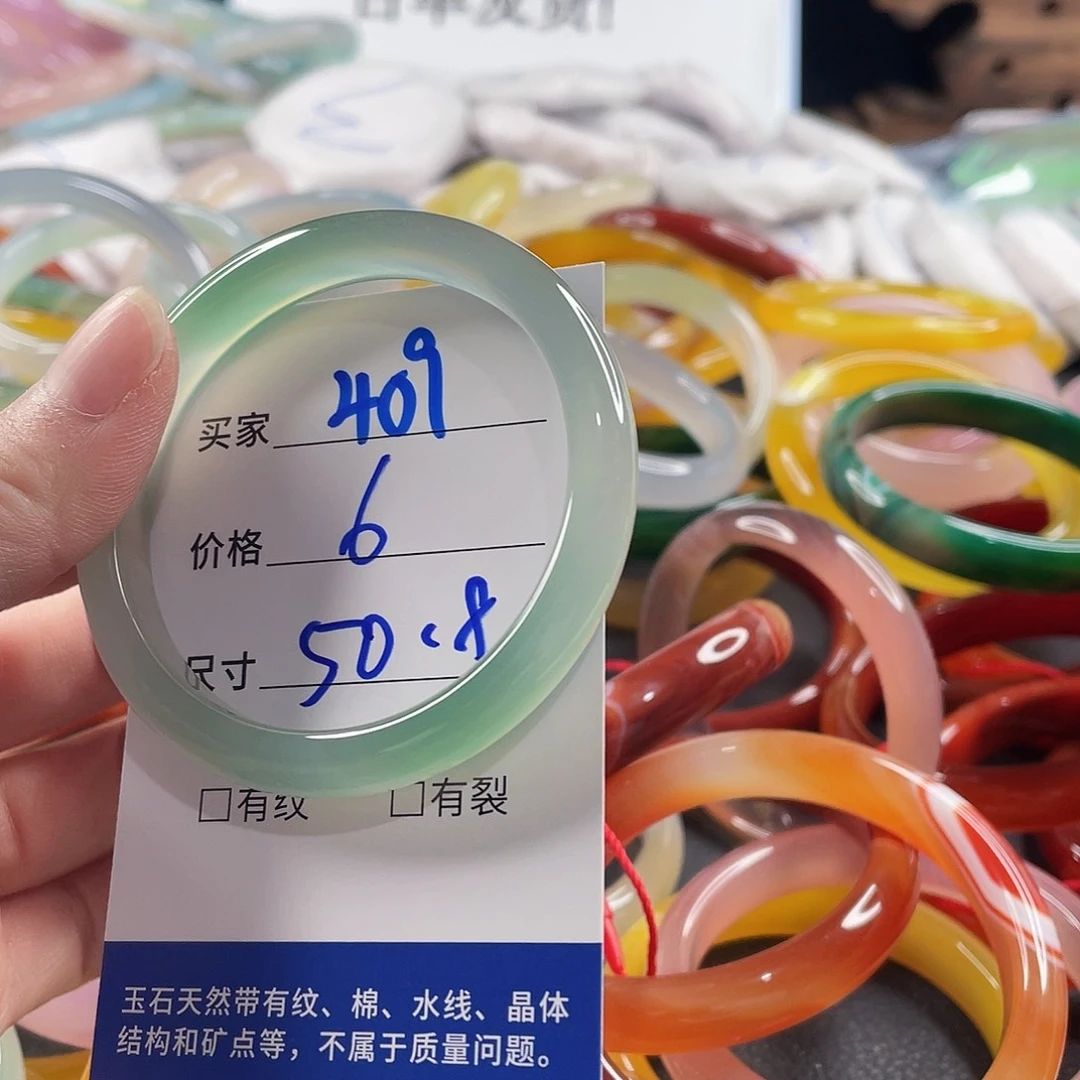 买家 409
价格 6
尺寸 50.8
□有纹 □有裂
玉石天然带有纹、棉、水线、晶体
结构和矿点等，不属于质量问题。